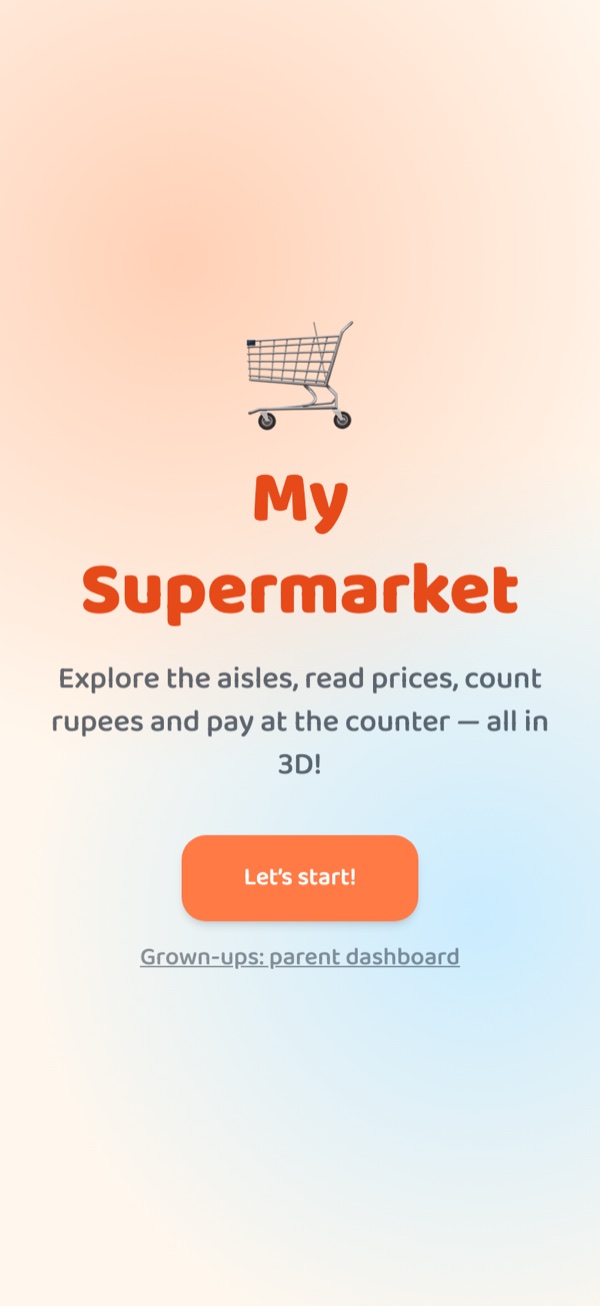 My
Supermarket
Explore the aisles, read prices, count
rupees and pay at the counter — all in
3D!
Let's start!
Grown-ups: parent dashboard